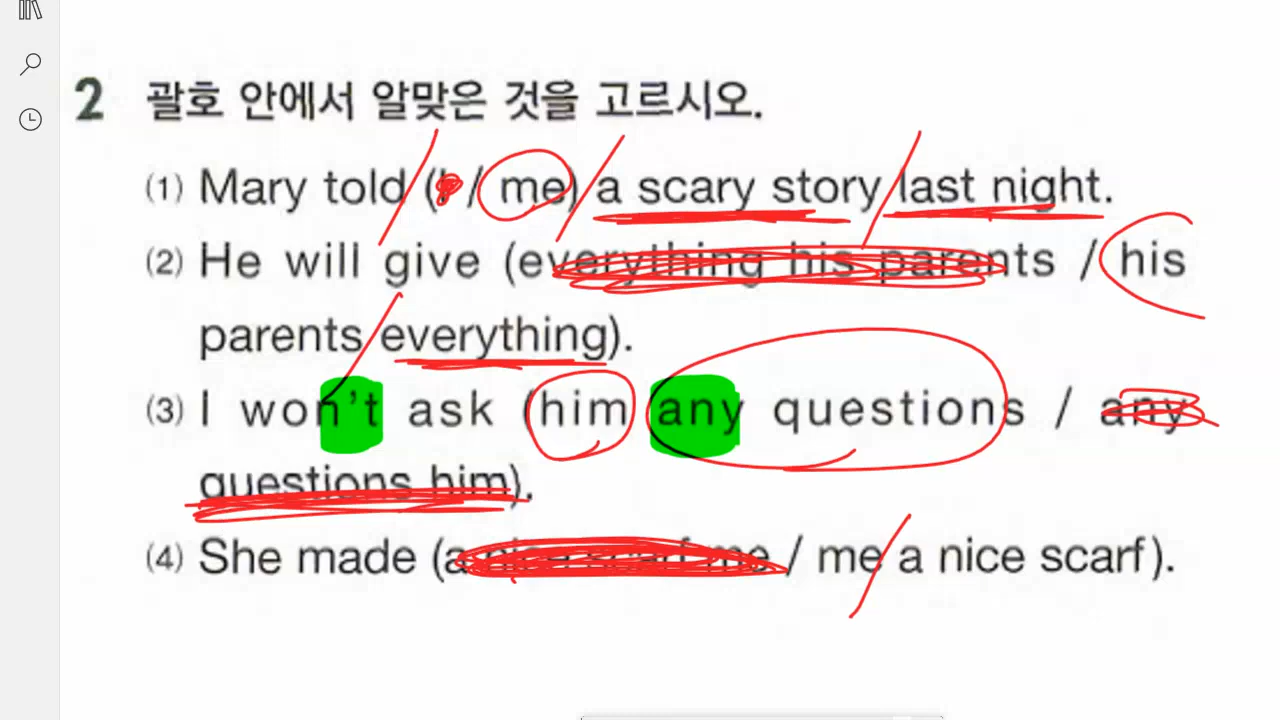 2 괄호 안에서 알맞은 것을 고르시오.
(1) Mary told ( / me) a scary story last night.
(2) He will give (everything his parents / his
parents everything).
(3) I won't ask (him any questions / any
questions him).
(4) She made (a nice scarf me / me a nice scarf).